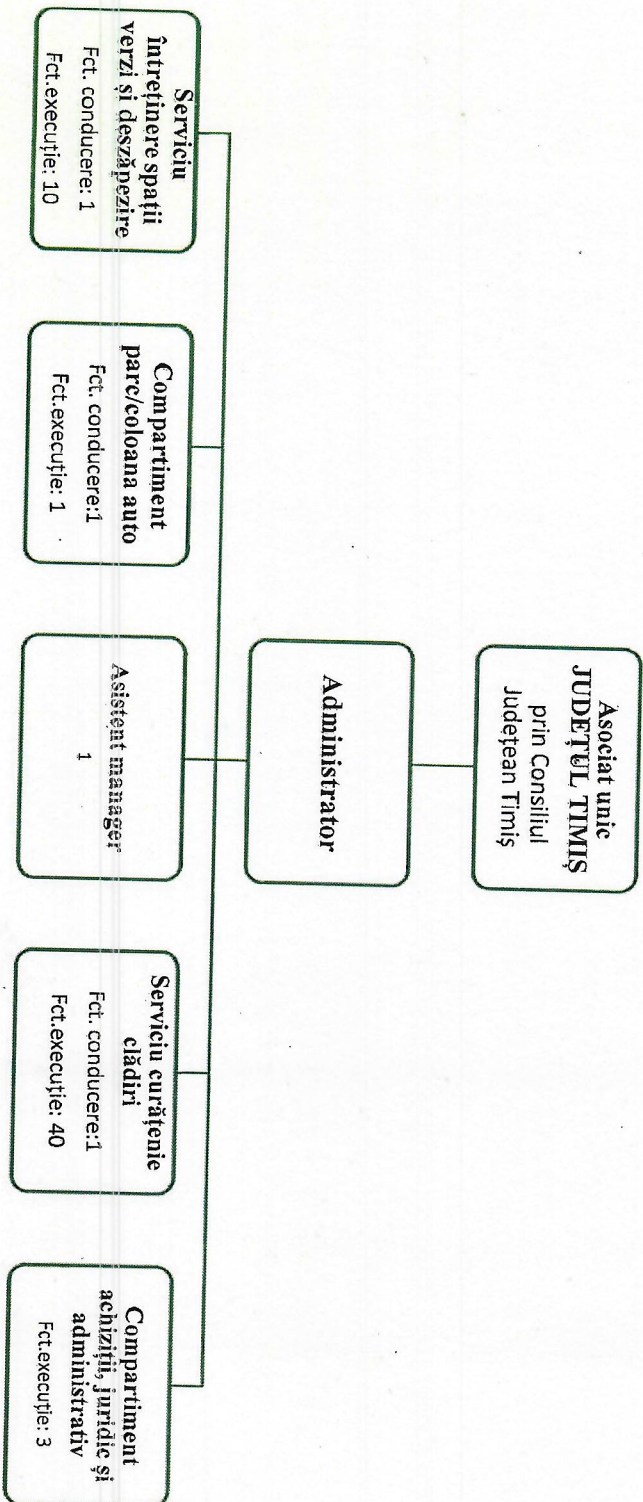 Asociat unic
JUDEȚUL TIMIȘ
prin Consiliul
Județean Timiș
Administrator
Serviciu
întreținere spații
verzi și deszăpezire
Fct. conducere: 1
Fct.execuție: 10
Compartiment
parc/coloana auto
Fct. conducere:1
Fct.execuție: 1
Asistent manager
1
Serviciu curățenie
clădiri
Fct. conducere:1
Fct.execuție: 40
Compartiment
achiziții, juridic și
administrativ
Fct.execuție: 3